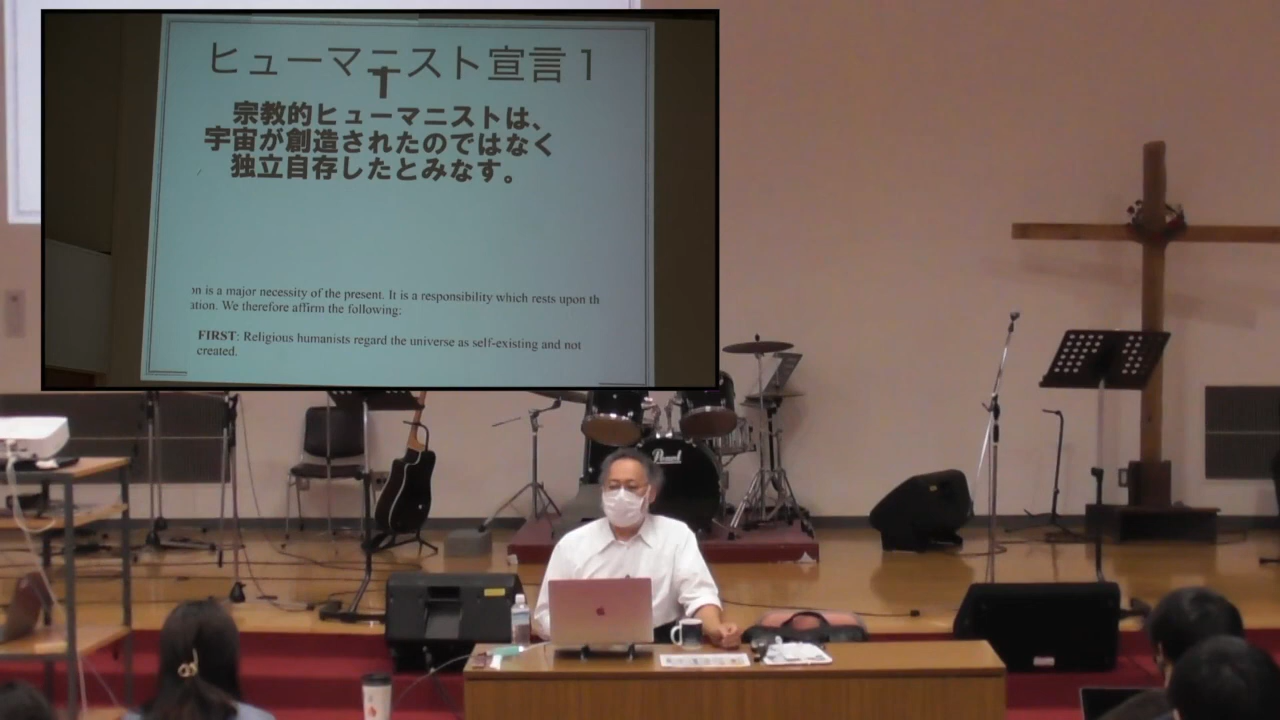 ヒューマニスト宣言1
宗教的ヒューマニストは、
宇宙が創造されたのではなく
独立自存したとみなす。
on is a major necessity of the present. It is a responsibility which rests upon th
ation. We therefore affirm the following:
FIRST: Religious humanists regard the universe as self-existing and not
created.
Pearl